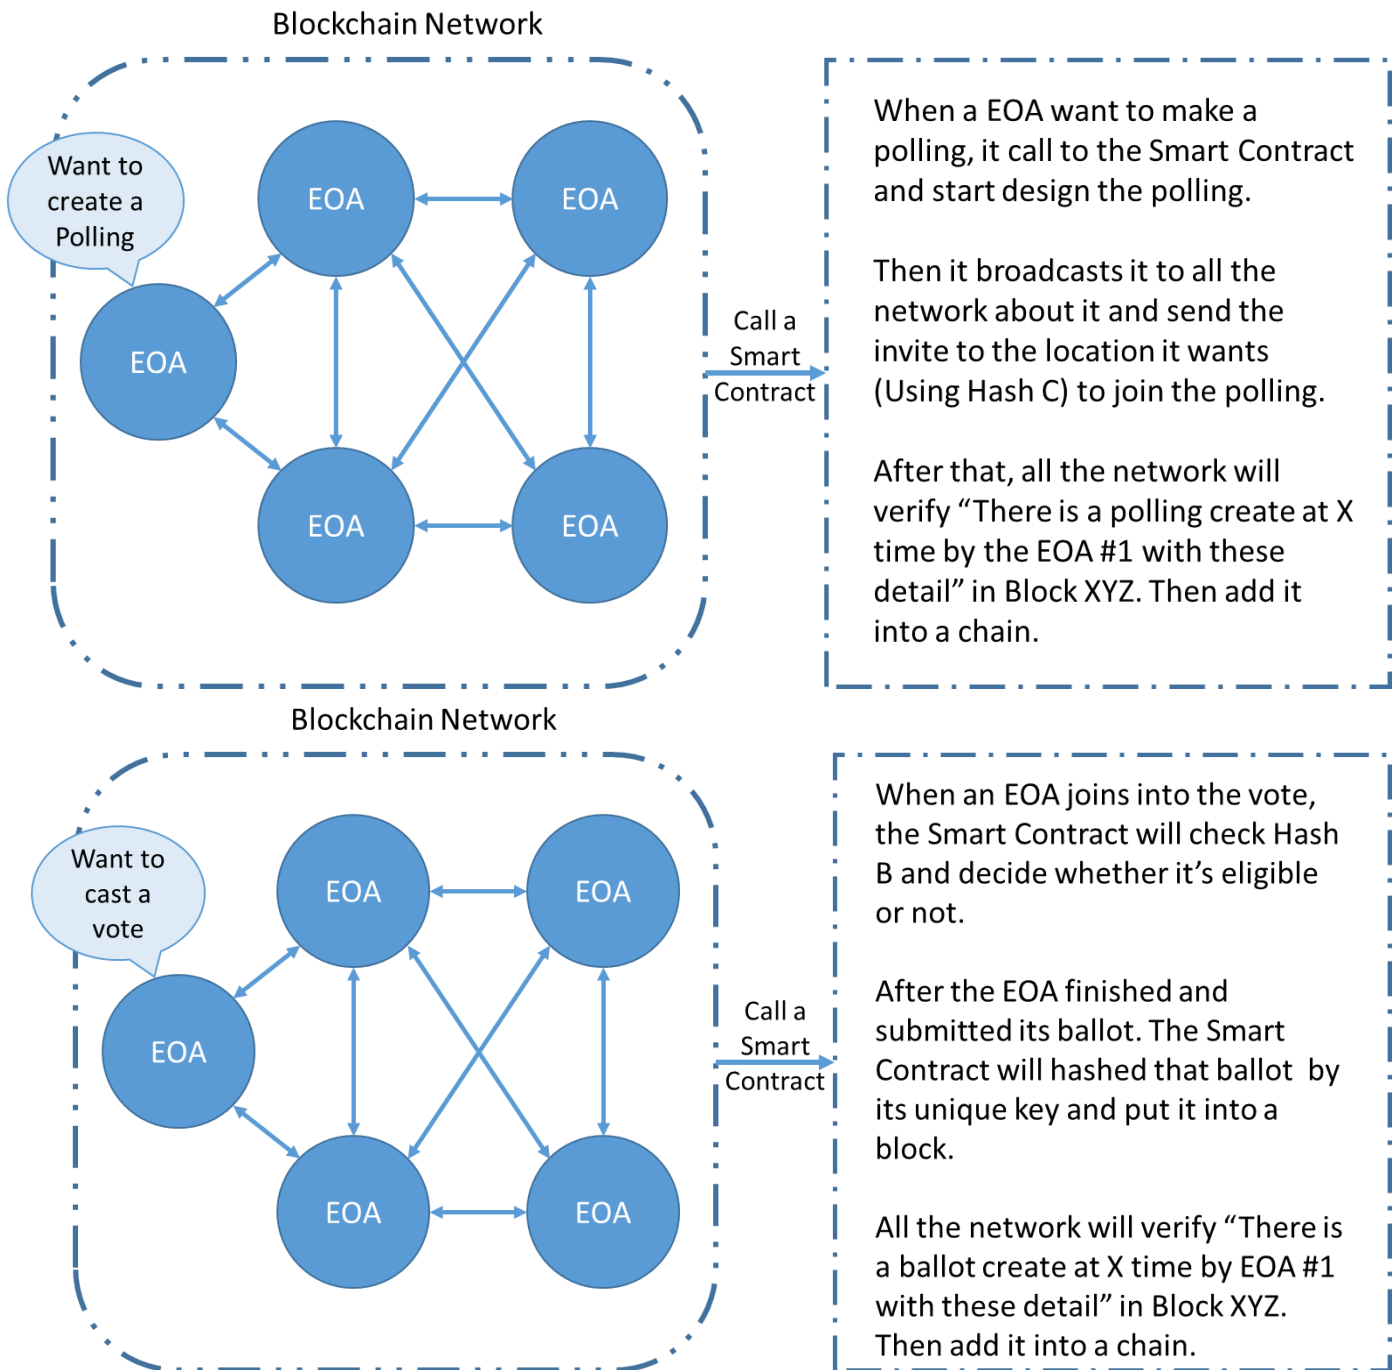 Blockchain Network
Want to
create a
Polling
EOA
EOA
EOA
EOA
EOA
Call a
Smart
Contract
When a EOA want to make a
polling, it call to the Smart Contract
and start design the polling.
Then it broadcasts it to all the
network about it and send the
invite to the location it wants
(Using Hash C) to join the polling.
After that, all the network will
verify “There is a polling create at X
time by the EOA #1 with these
detail” in Block XYZ. Then add it
into a chain.
Blockchain Network
Want to
cast a
vote
EOA
EOA
EOA
EOA
EOA
Call a
Smart
Contract
When an EOA joins into the vote,
the Smart Contract will check Hash
B and decide whether it’s eligible
or not.
After the EOA finished and
submitted its ballot. The Smart
Contract will hashed that ballot by
its unique key and put it into a
block.
All the network will verify “There is
a ballot create at X time by EOA #1
with these detail” in Block XYZ.
Then add it into a chain.